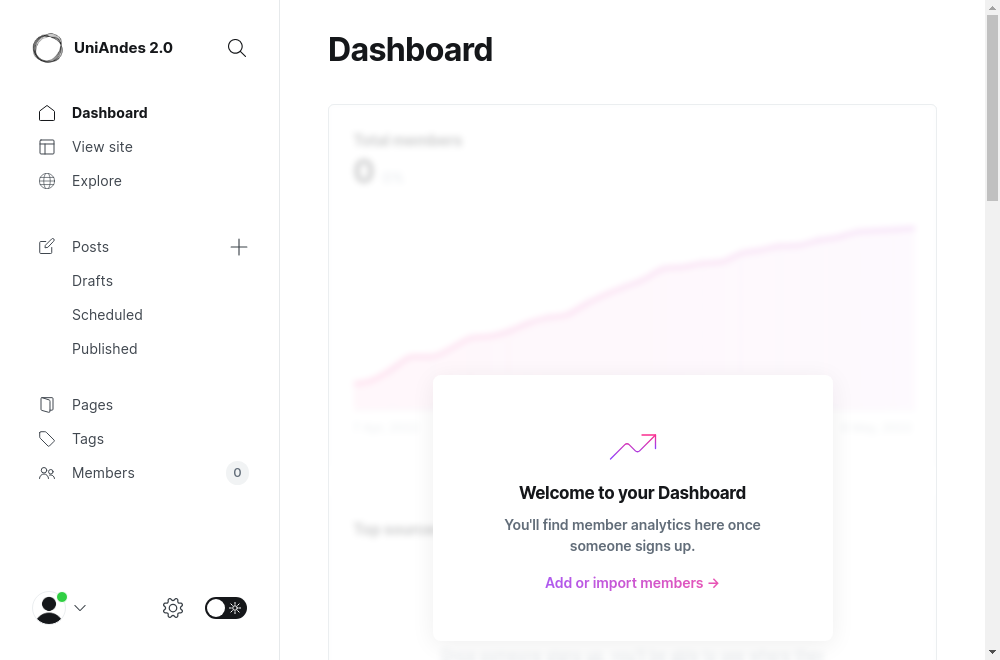 UniAndes 2.0
Dashboard
View site
Explore
Posts
Drafts
Scheduled
Published
Pages
Tags
Members
0
Dashboard
Total members
0
Welcome to your Dashboard
You'll find member analytics here once
someone signs up.
Add or import members →